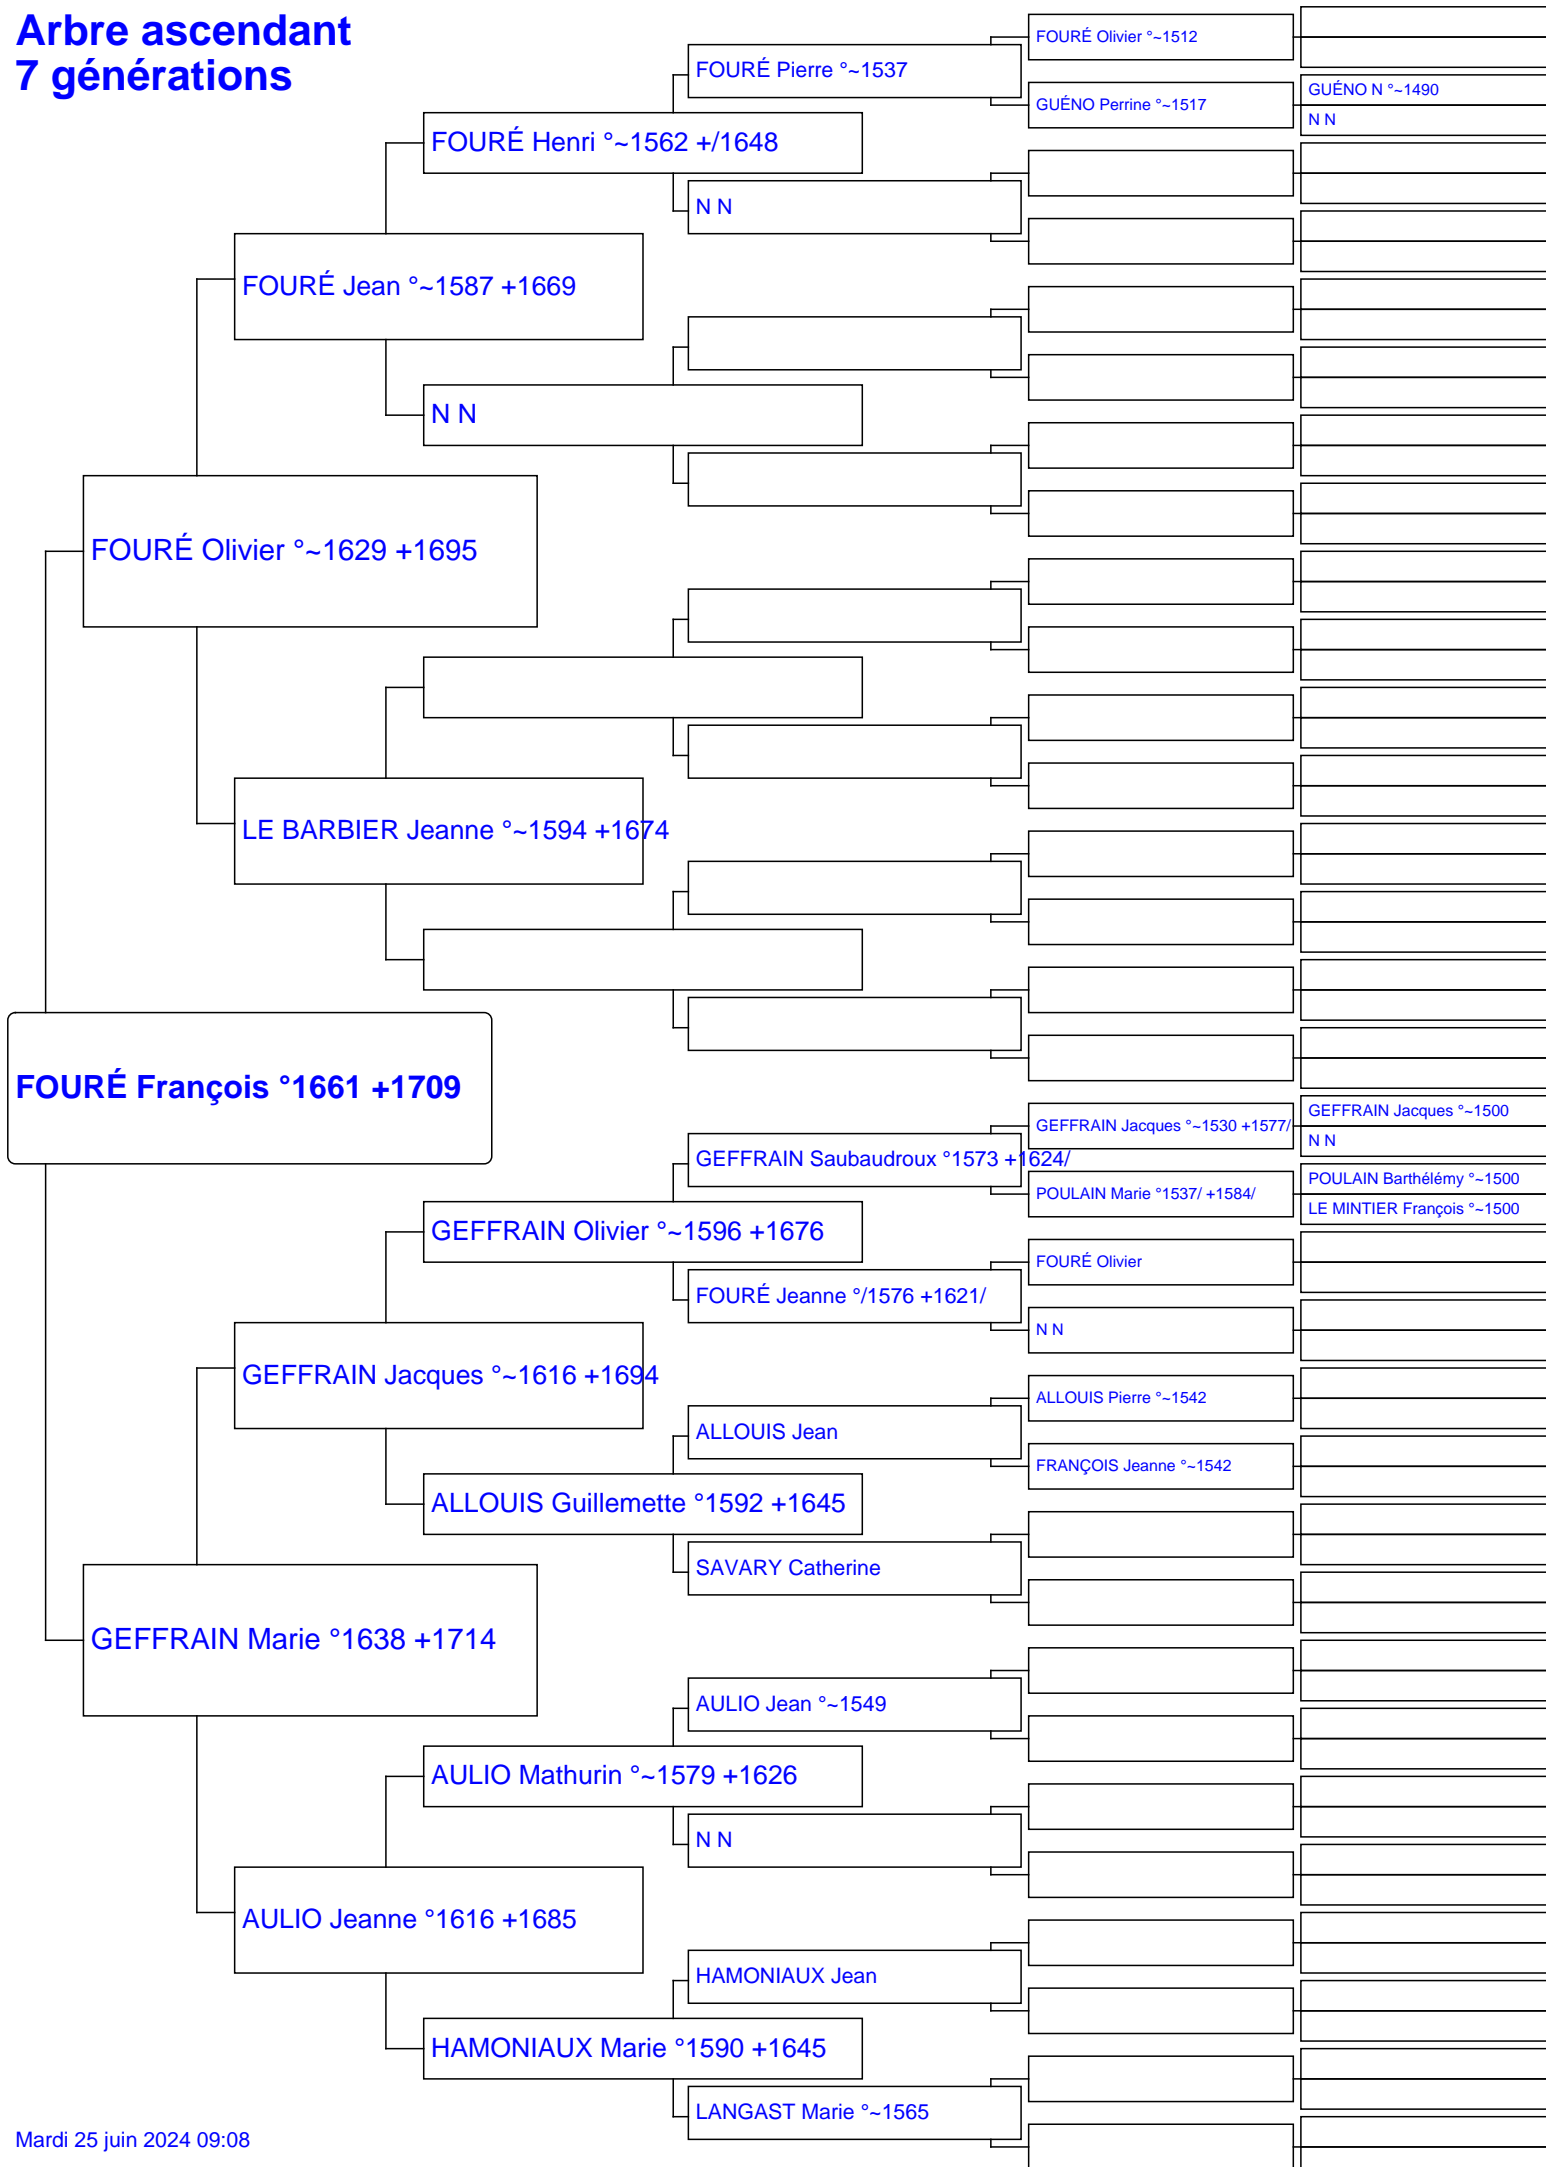 Arbre ascendant
7 générations
FOURÉ François °1661 +1709
FOURÉ Olivier °~1629 +1695
GEFFRAIN Marie °1638 +1714
FOURÉ Jean °~1587 +1669
LE BARBIER Jeanne °~1594 +1674
GEFFRAIN Jacques °~1616 +1694
AULIO Jeanne °1616 +1685
FOURÉ Henri °~1562 +/1648
N N
GEFFRAIN Olivier °~1596 +1676
ALLOUIS Guillemette °1592 +1645
AULIO Mathurin °~1579 +1626
HAMONIAUX Marie °1590 +1645
FOURÉ Pierre °~1537
N N
GEFFRAIN Saubaudroux °1573 +1624/
FOURÉ Jeanne °/1576 +1621/
ALLOUIS Jean
SAVARY Catherine
AULIO Jean °~1549
N N
HAMONIAUX Jean
LANGAST Marie °~1565
FOURÉ Olivier °~1512
GUÉNO Perrine °~1517
GEFFRAIN Jacques °~1530 +1577/
POULAIN Marie °1537/ +1584/
FOURÉ Olivier
N N
ALLOUIS Pierre °~1542
FRANÇOIS Jeanne °~1542
GUÉNO N °~1490
N N
GEFFRAIN Jacques °~1500
N N
POULAIN Barthélémy °~1500
LE MINTIER François °~1500
Mardi 25 juin 2024 09:08